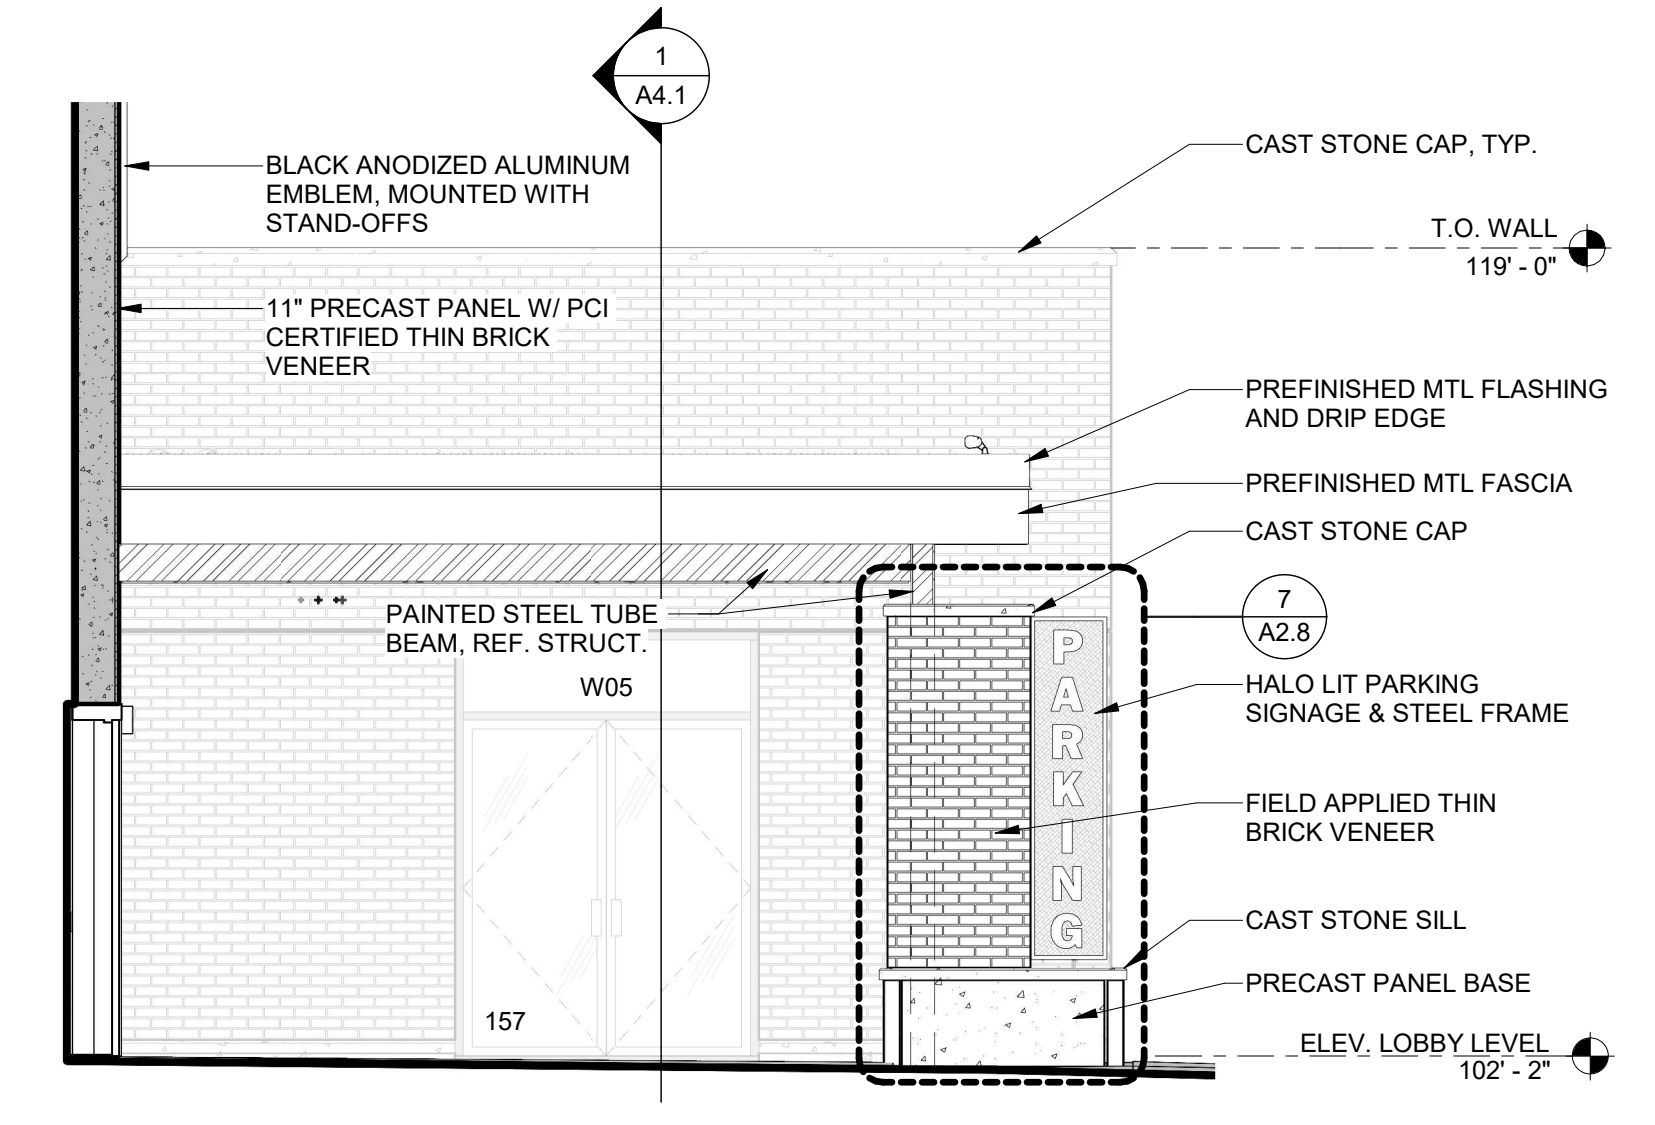 1
A4.1
BLACK ANODIZED ALUMINUM
EMBLEM, MOUNTED WITH
STAND-OFFS
CAST STONE CAP, TYP.
T.O. WALL
119' - 0"
11" PRECAST PANEL W/ PCI
CERTIFIED THIN BRICK
VENEER
PREFINISHED MTL FLASHING
AND DRIP EDGE
PREFINISHED MTL FASCIA
CAST STONE CAP
PAINTED STEEL TUBE
BEAM, REF. STRUCT.
7
A2.8
W05
HALO LIT PARKING
SIGNAGE & STEEL FRAME
PARKING
FIELD APPLIED THIN
BRICK VENEER
CAST STONE SILL
PRECAST PANEL BASE
157
ELEV. LOBBY LEVEL
102' - 2"